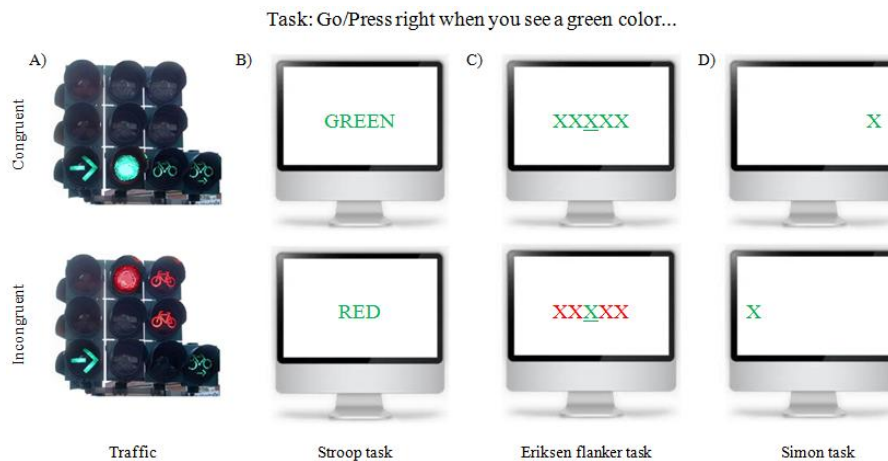 Task: Go/Press right when you see a green color...
A) B) C) D)
Congruent
GREEN
XXXXX
X
Incongruent
RED
XXXXX
X
Traffic Stroop task Eriksen flanker task Simon task